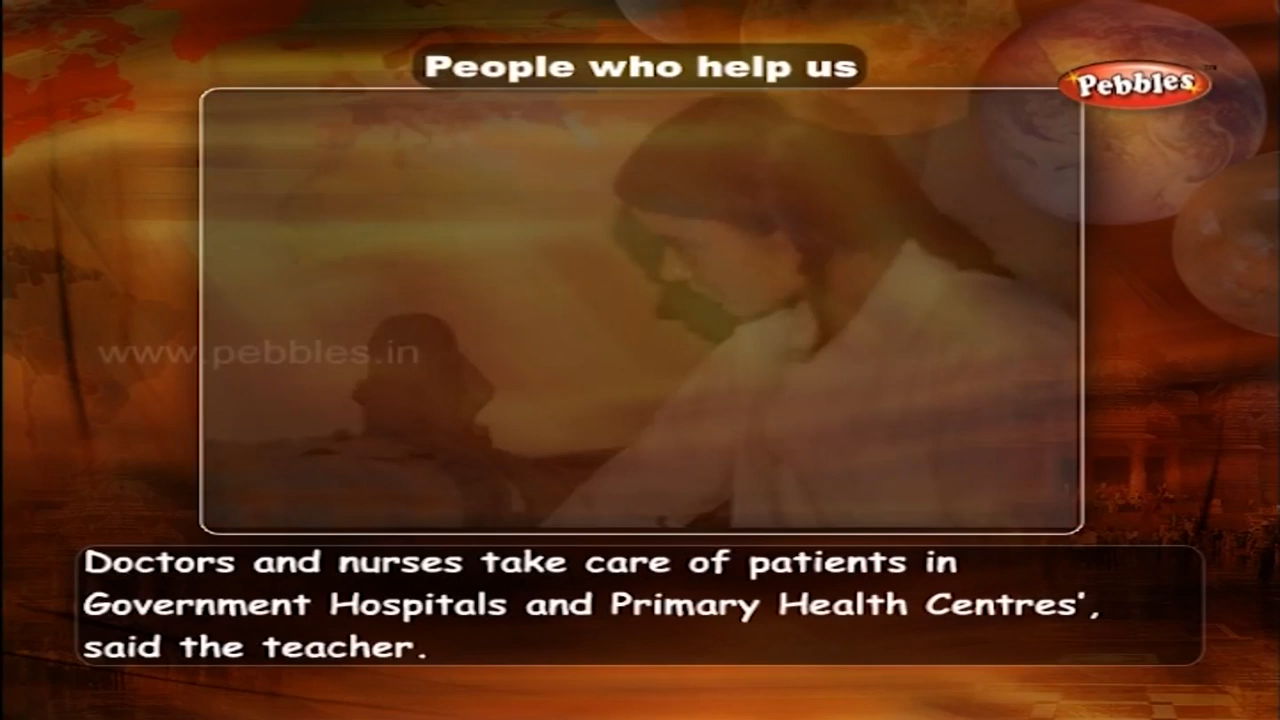 People who help us
Pebbles
www.pebbles.in
Doctors and nurses take care of patients in
Government Hospitals and Primary Health Centres',
said the teacher.